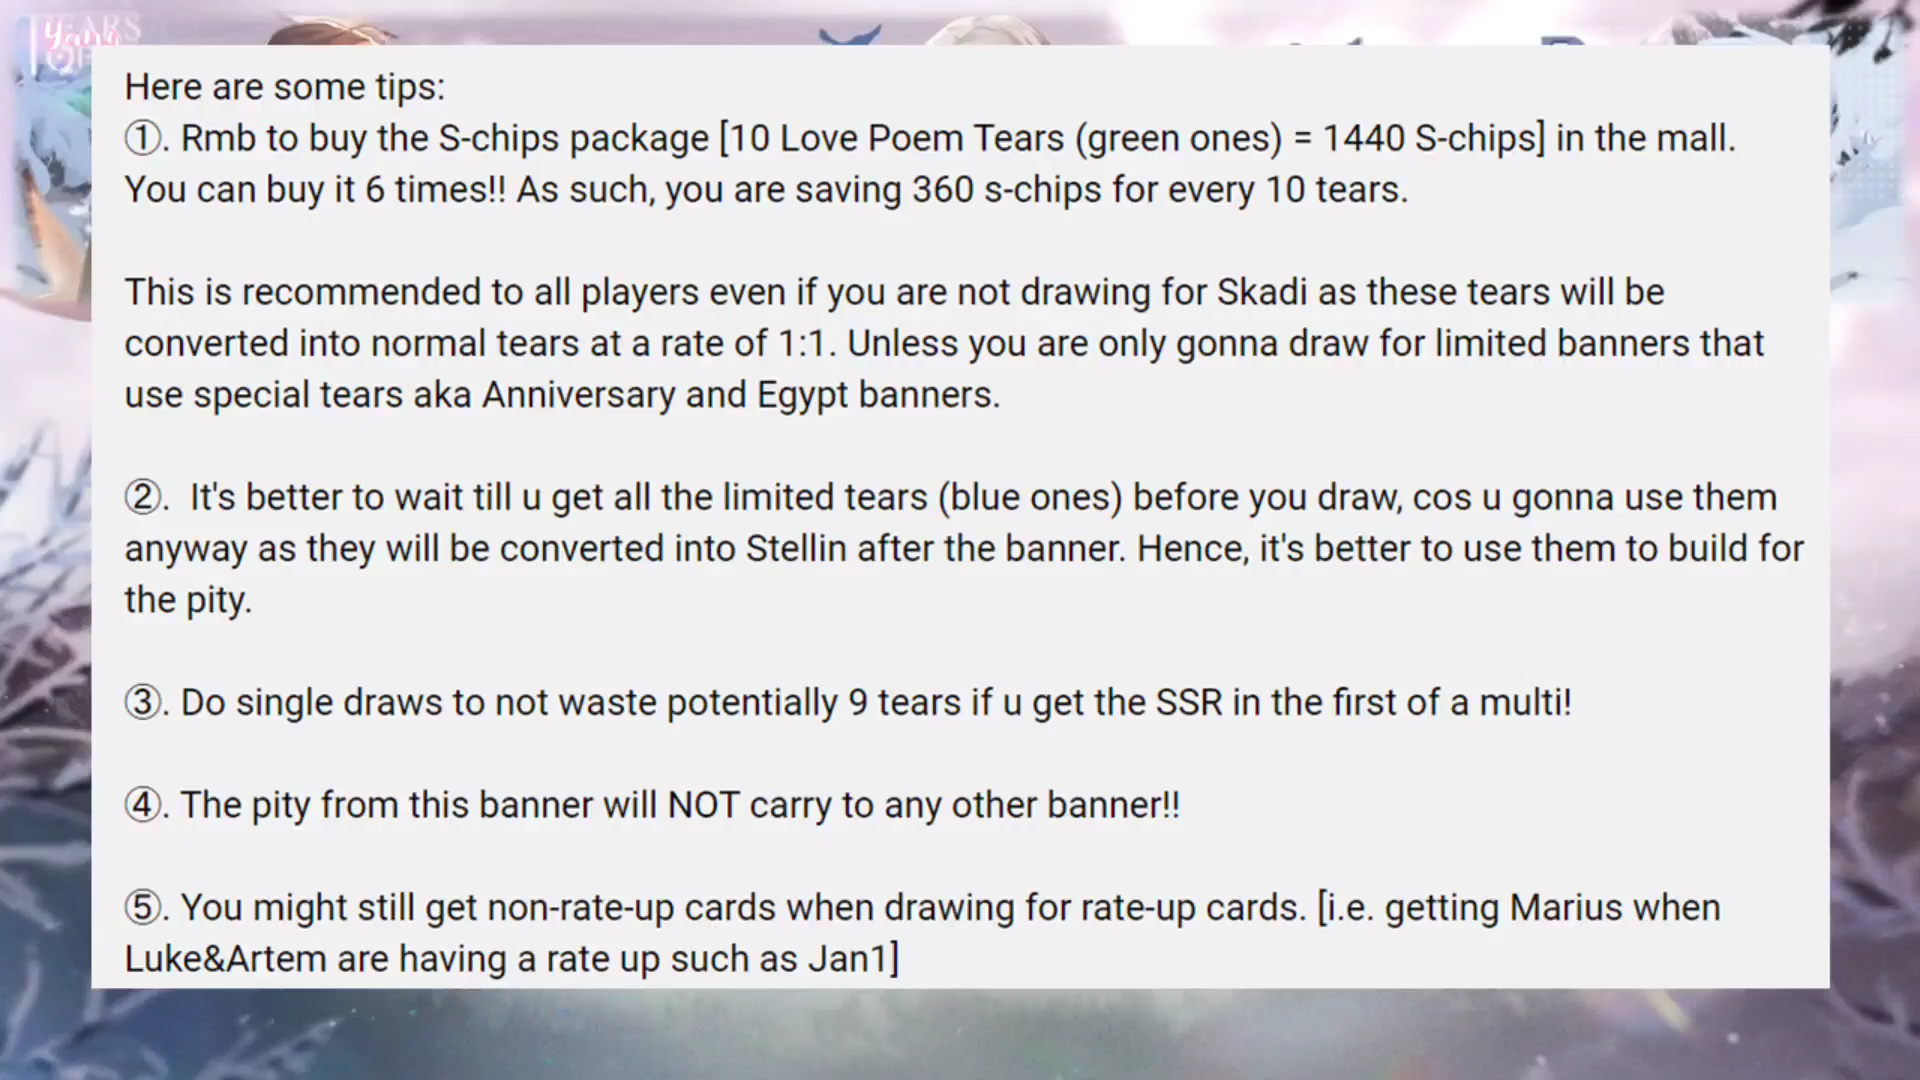 TEARS
Yann
OF
Here are some tips:
①. Rmb to buy the S-chips package [10 Love Poem Tears (green ones) = 1440 S-chips] in the mall.
You can buy it 6 times!! As such, you are saving 360 s-chips for every 10 tears.
This is recommended to all players even if you are not drawing for Skadi as these tears will be
converted into normal tears at a rate of 1:1. Unless you are only gonna draw for limited banners that
use special tears aka Anniversary and Egypt banners.
②.  It's better to wait till u get all the limited tears (blue ones) before you draw, cos u gonna use them
anyway as they will be converted into Stellin after the banner. Hence, it's better to use them to build for
the pity.
③. Do single draws to not waste potentially 9 tears if u get the SSR in the first of a multi!
④. The pity from this banner will NOT carry to any other banner!!
⑤. You might still get non-rate-up cards when drawing for rate-up cards. [i.e. getting Marius when
Luke&Artem are having a rate up such as Jan1]